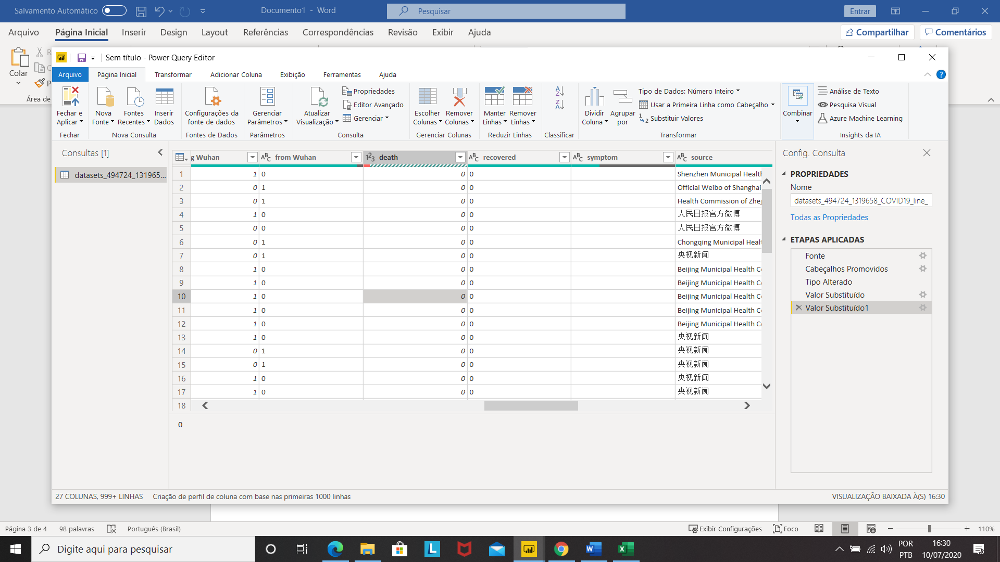 Salvamento Automático
Documento1 - Word
Pesquisar
Entrar
Arquivo Página Inicial Inserir Design Layout Referências Correspondências Revisão Exibir Ajuda
Compartilhar
Comentários
Colar
Área de
Sem título - Power Query Editor
Arquivo Página Inicial Transformar Adicionar Coluna Exibição Ferramentas Ajuda
Fechar e Aplicar
Nova Fonte
Fontes Recentes
Inserir Dados
Configurações da fonte de dados
Gerenciar Parâmetros
Atualizar Visualização
Propriedades
Editor Avançado
Gerenciar
Escolher Colunas
Remover Colunas
Manter Linhas
Remover Linhas
Dividir Coluna
Agrupar por
Tipo de Dados: Número Inteiro
Usar a Primeira Linha como Cabeçalho
Substituir Valores
Combinar
Análise de Texto
Pesquisa Visual
Azure Machine Learning
Fechar Nova Consulta Fontes de Dados Parâmetros Consulta Gerenciar Colunas Reduzir Linhas Classificar Transformar Insights da IA
Consultas [1]
datasets_494724_131965...
g Wuhan ABC from Wuhan 123 death ABC recovered ABC symptom ABC source
1 1 0 0 0 Shenzhen Municipal Health
2 0 1 0 0 Official Weibo of Shanghai
3 0 1 0 0 Health Commission of Zhej
4 1 0 0 0 人民日报官方微博
5 0 0 0 0 人民日报官方微博
6 0 1 0 0 Chongqing Municipal Healt
7 0 1 0 0 央视新闻
8 1 0 0 0 Beijing Municipal Health C
9 1 0 0 0 Beijing Municipal Health C
10 1 0 0 0 Beijing Municipal Health C
11 1 0 0 0 Beijing Municipal Health C
12 1 0 0 0 Beijing Municipal Health C
13 1 0 0 0 央视新闻
14 0 1 0 0 央视新闻
15 0 1 0 0 央视新闻
16 1 0 0 0 央视新闻
17 1 0 0 0 央视新闻
18
0
Config. Consulta
PROPRIEDADES
Nome
datasets_494724_1319658_COVID19_line_
Todas as Propriedades
ETAPAS APLICADAS
Fonte
Cabeçalhos Promovidos
Tipo Alterado
Valor Substituído
Valor Substituído1
27 COLUNAS, 999+ LINHAS Criação de perfil de coluna com base nas primeiras 1000 linhas
VISUALIZAÇÃO BAIXADA À(S) 16:30
Página 3 de 4 98 palavras Português (Brasil)
Exibir Configurações Foco 110%
Digite aqui para pesquisar
POR
PTB
16:30
10/07/2020